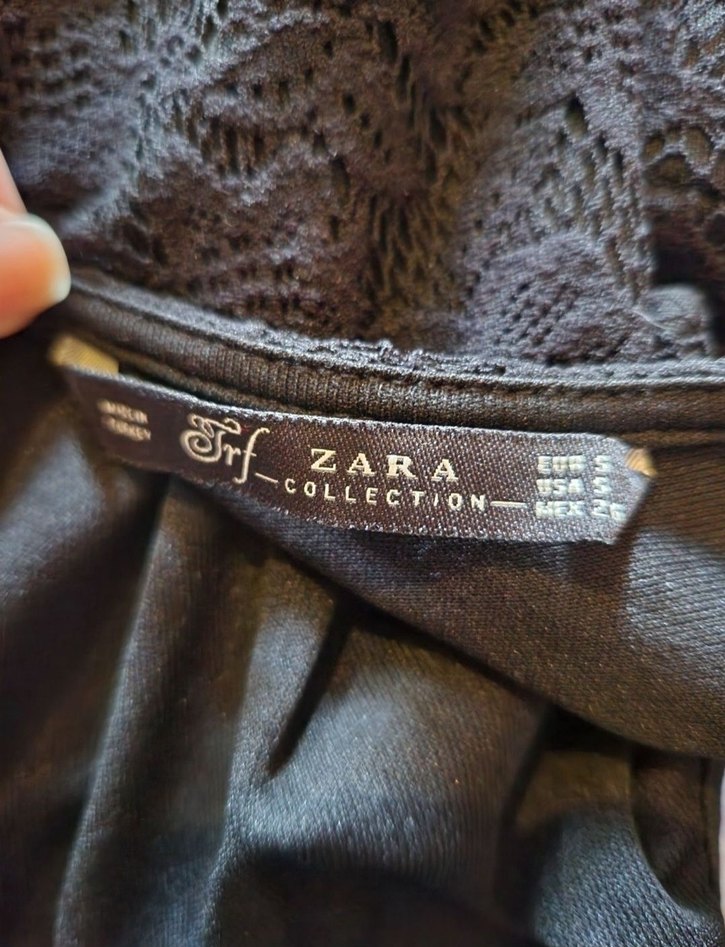 Trf ZARA
COLLECTION
EUR S
USA S
MEX 26